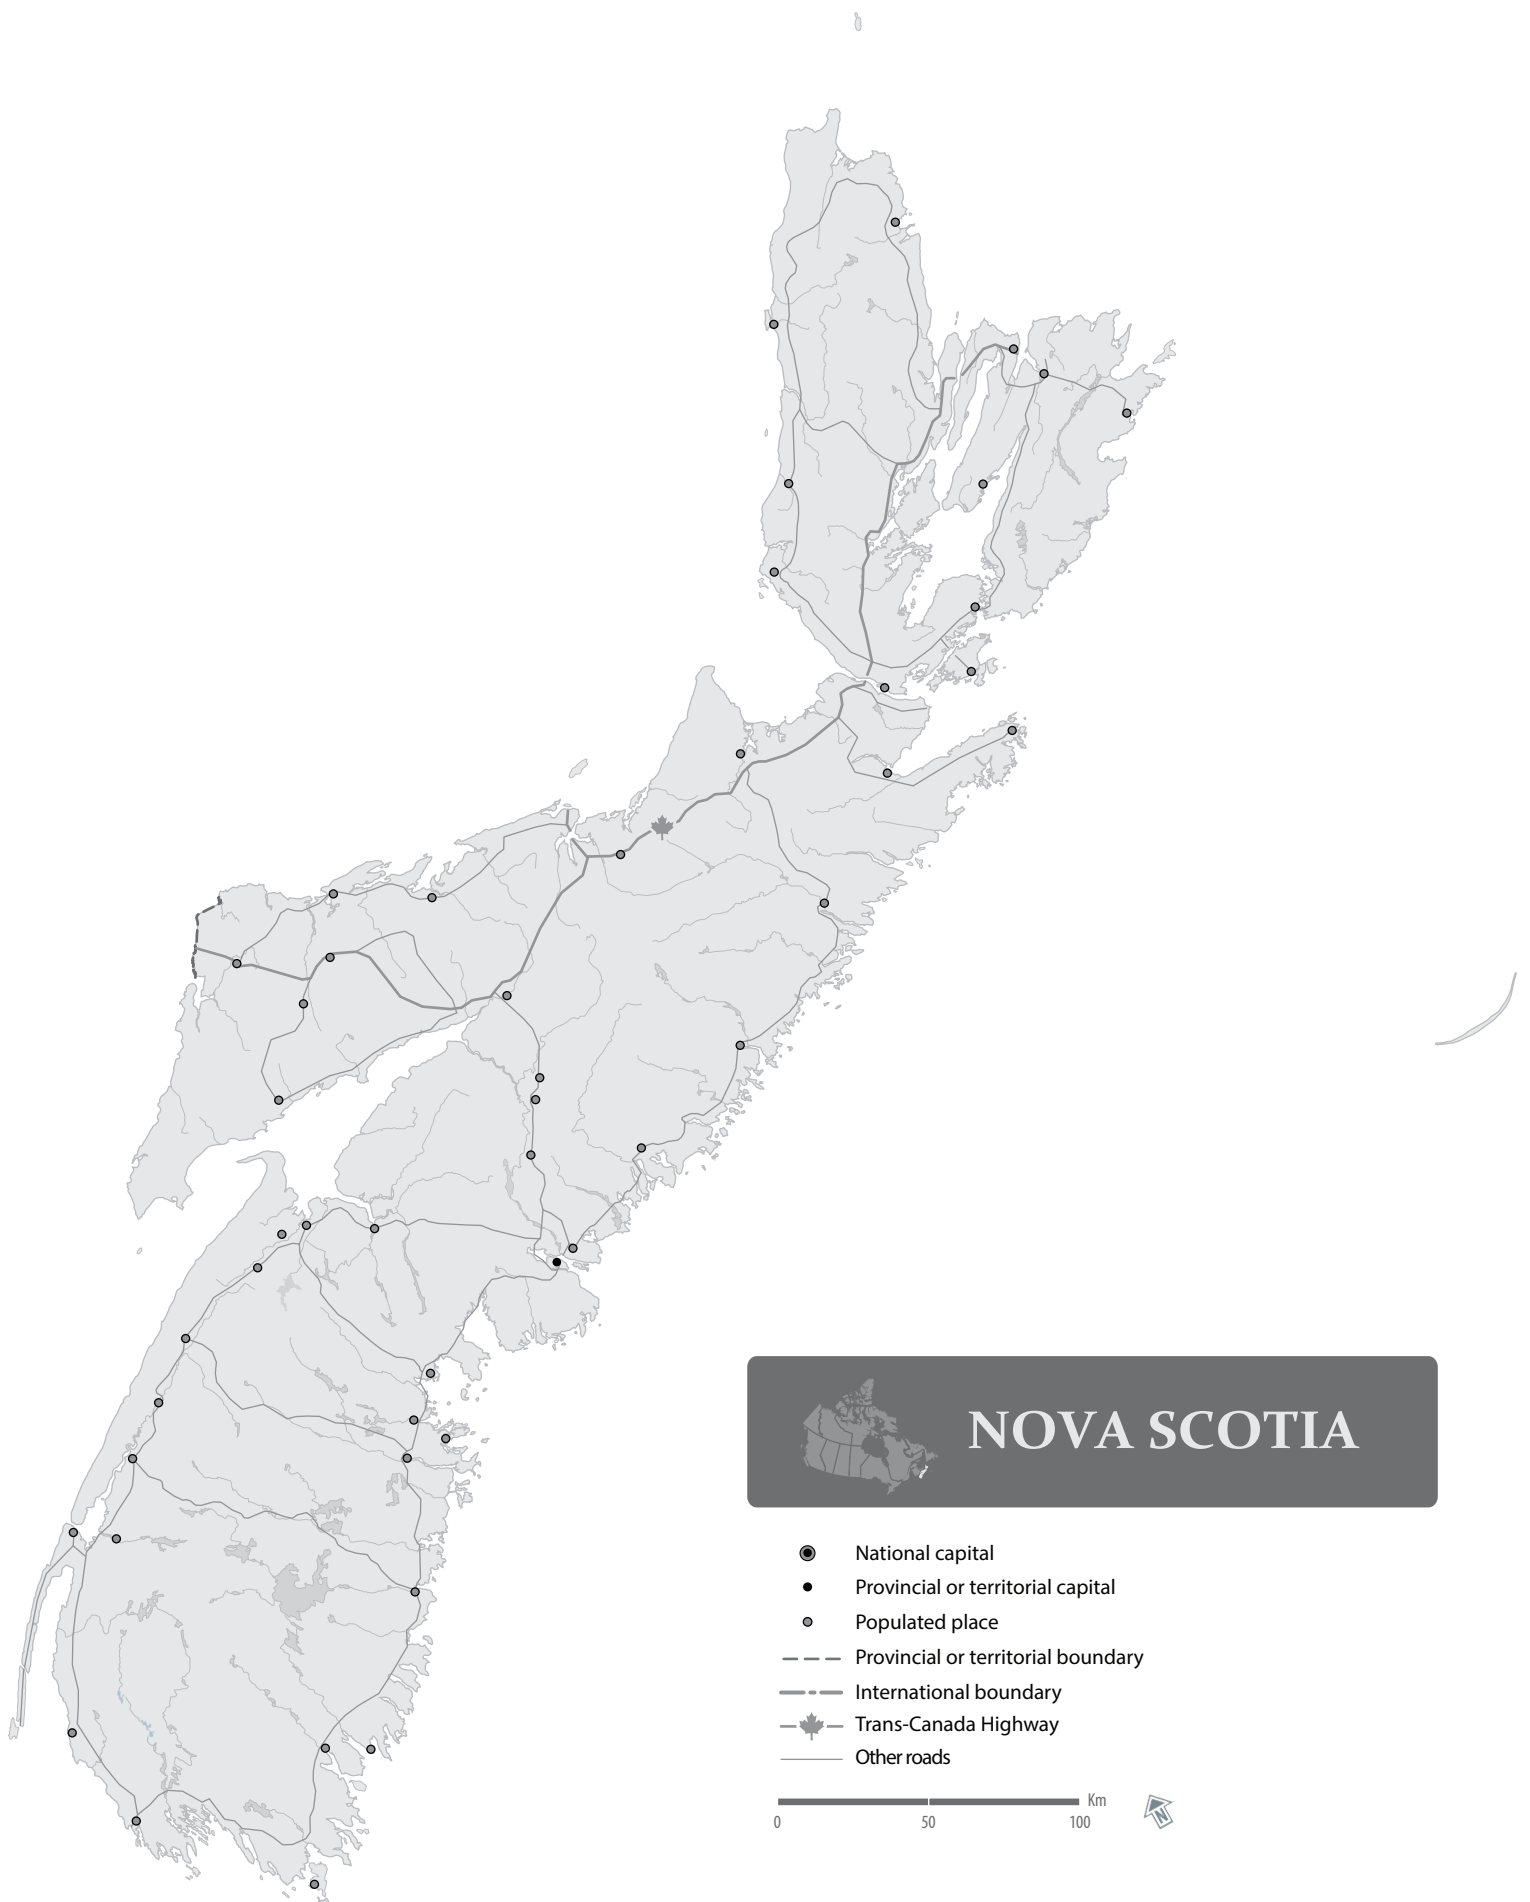 NOVA SCOTIA
National capital
Provincial or territorial capital
Populated place
Provincial or territorial boundary
International boundary
Trans-Canada Highway
Other roads
Km
0 50 100
N